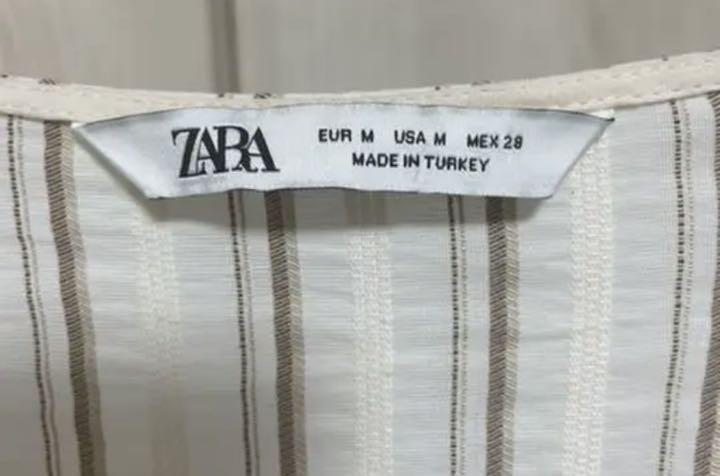 ZARA
EUR M USA M MEX 28
MADE IN TURKEY